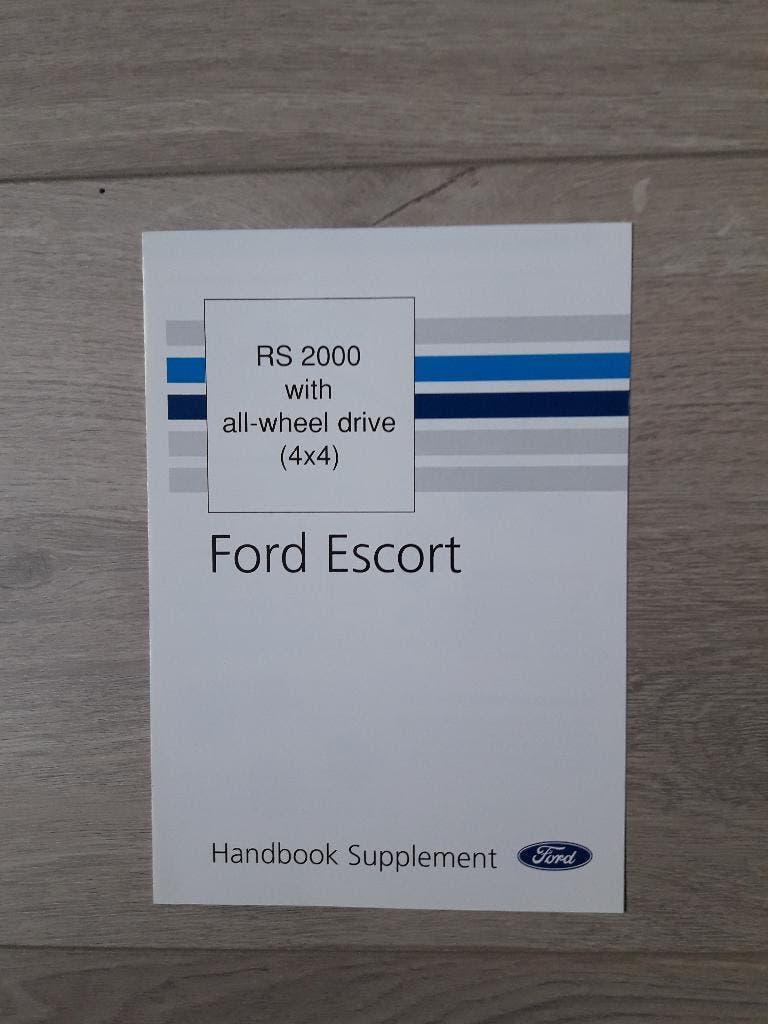 RS 2000
with
all-wheel drive
(4x4)
Ford Escort
Handbook Supplement
Ford